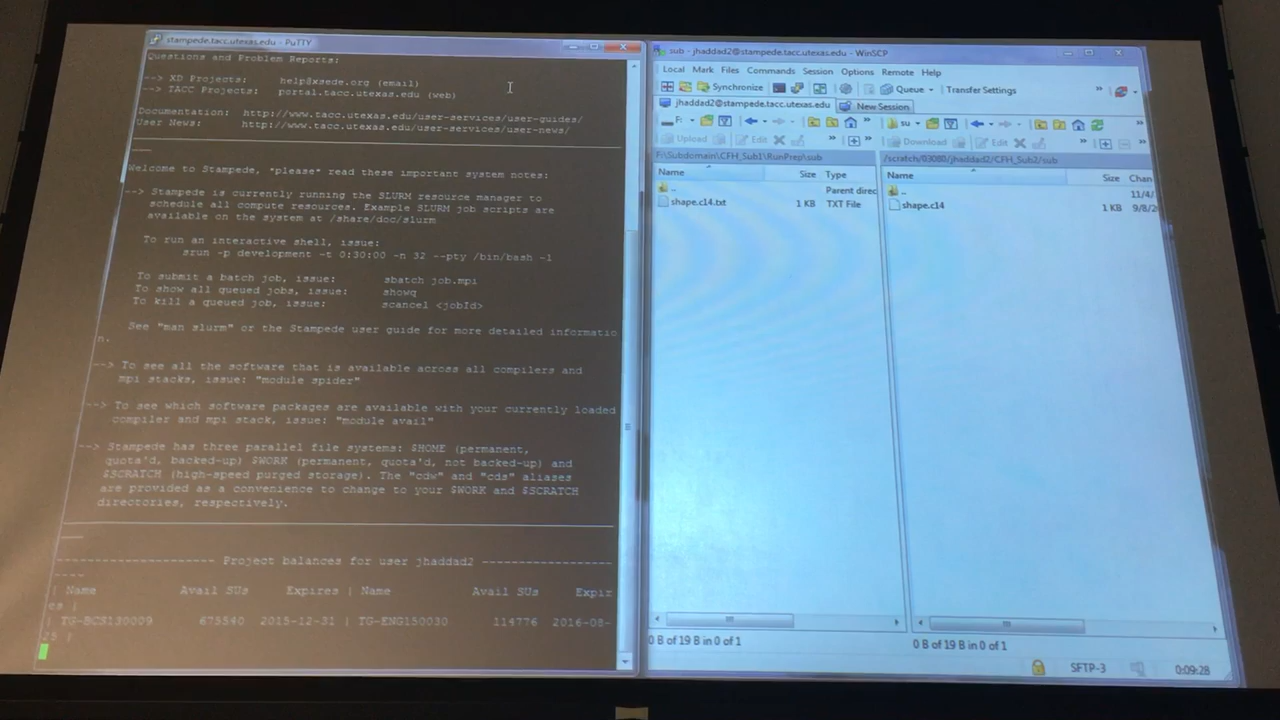 stampede.tacc.utexas.edu - PuTTY
Questions and Problem Reports:
--> XD Projects: help@xsede.org (email)
--> TACC Projects: portal.tacc.utexas.edu (web)
Documentation: http://www.tacc.utexas.edu/user-services/user-guides/
User News: http://www.tacc.utexas.edu/user-services/user-news/
Welcome to Stampede, *please* read these important system notes:
--> Stampede is currently running the SLURM resource manager to
schedule all compute resources. Example SLURM job scripts are
available on the system at /share/doc/slurm
To run an interactive shell, issue:
srun -p development -t 0:30:00 -n 32 --pty /bin/bash -l
To submit a batch job, issue: sbatch job.mpi
To show all queued jobs, issue: showq
To kill a queued job, issue: scancel <jobId>
See "man slurm" or the Stampede user guide for more detailed informatio
n.
--> To see all the software that is available across all compilers and
mpi stacks, issue: "module spider"
--> To see which software packages are available with your currently loaded
compiler and mpi stack, issue: "module avail"
--> Stampede has three parallel file systems: $HOME (permanent,
quota'd, backed-up) $WORK (permanent, quota'd, not backed-up) and
$SCRATCH (high-speed purged storage). The "cdw" and "cds" aliases
are provided as a convenience to change to your $WORK and $SCRATCH
directories, respectively.
-------------------- Project balances for user jhaddad2 -----------------
----
| Name Avail SUs Expires | Name Avail SUs Expir
es |
| TG-BCS130009 675540 2015-12-31 | TG-ENG150030 114776 2016-08-
25 |
sub - jhaddad2@stampede.tacc.utexas.edu - WinSCP
Local Mark Files Commands Session Options Remote Help
Synchronize Queue Transfer Settings
jhaddad2@stampede.tacc.utexas.edu New Session
F: su
Upload Edit Download Edit
F:\Subdomain\CFH_Sub1\RunPrep\sub /scratch/03080/jhaddad2/CFH_Sub2/sub
Name Size Type Name Size Chan
.. Parent direc .. 11/4/
shape.c14.txt 1 KB TXT File shape.c14 1 KB 9/8/2
0 B of 19 B in 0 of 1 0 B of 19 B in 0 of 1
SFTP-3 0:09:28